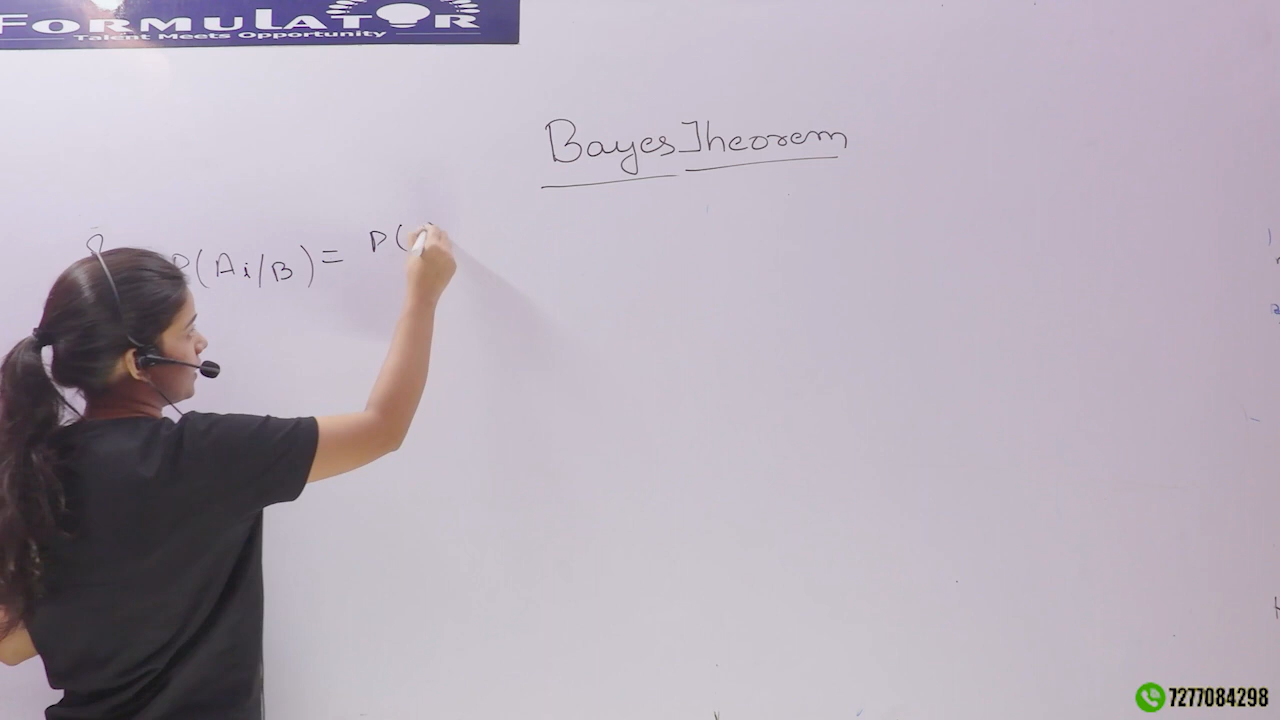 FORMULATOR
Talent Meets Opportunity
Bayes Theorem
P(Ai/B) = P(
7277084298